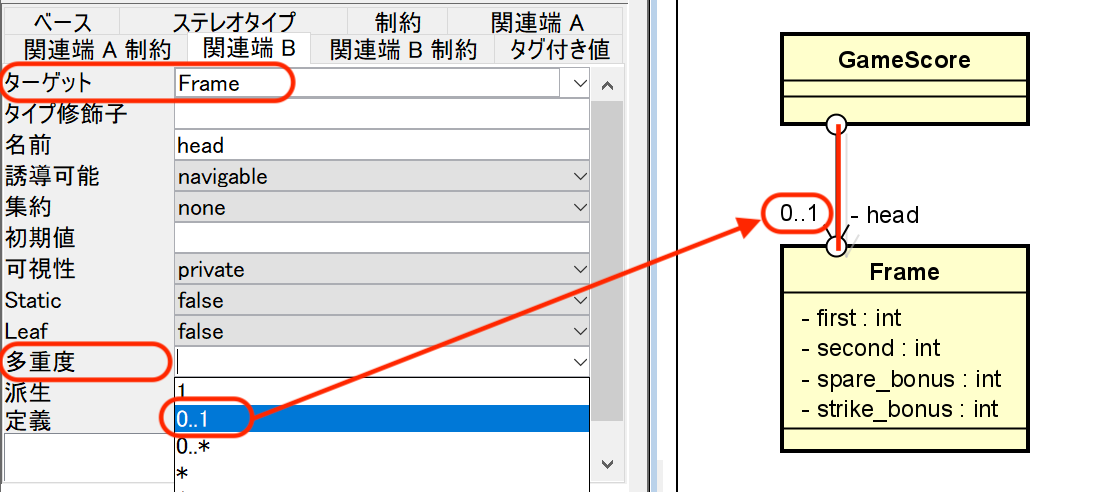 ベース ステレオタイプ 制約 関連端 A
関連端 A 制約 関連端 B 関連端 B 制約 タグ付き値
ターゲット Frame
タイプ修飾子
名前 head
誘導可能 navigable
集約 none
初期値
可視性 private
Static false
Leaf false
多重度
派生 1
定義 0..1
0..*
*
GameScore
0..1 - head
Frame
- first : int
- second : int
- spare_bonus : int
- strike_bonus : int